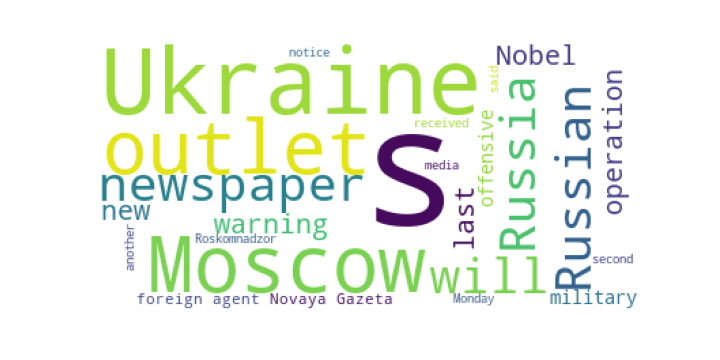 notice
Ukraine
Nobel
said
outlet
received
S
offensive
Russia
Russian
operation
media
newspaper
new
last
warning
another
Roskomnadzor
Moscow
will
second
foreign agent
Novaya Gazeta
Monday
military